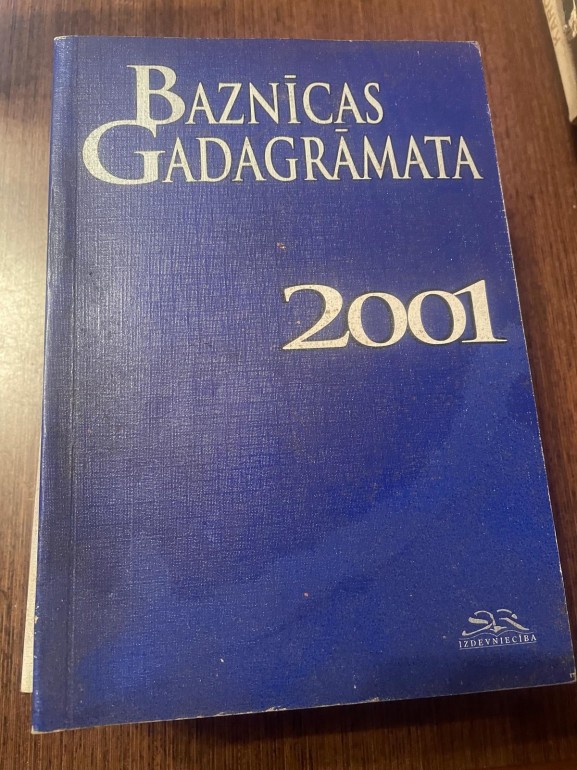 BAZNĪCAS
GADAGRĀMATA
2001
IZDEVNIECĪBA